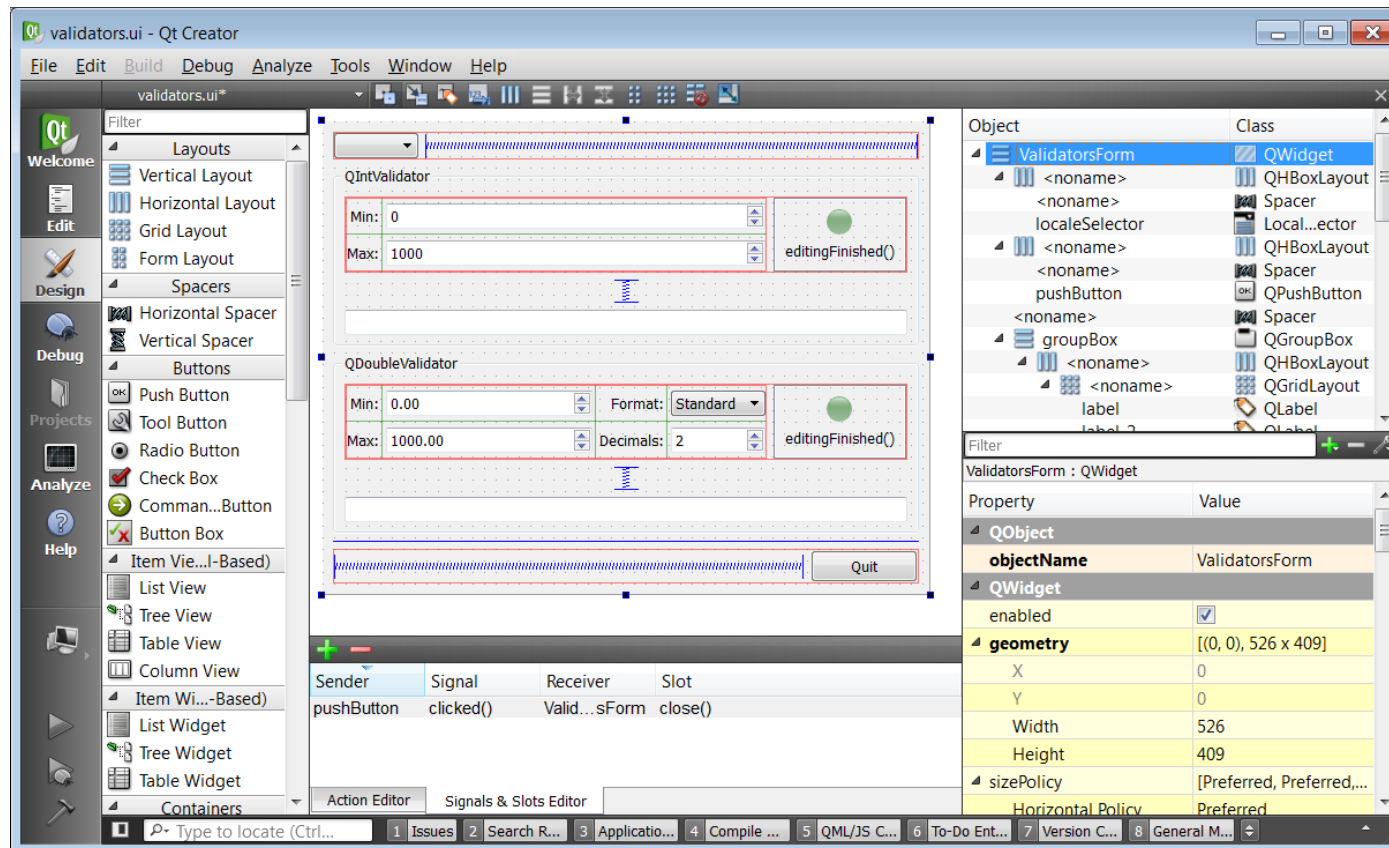 validators.ui - Qt Creator
File Edit Build Debug Analyze Tools Window Help
validators.ui*
Welcome
Edit
Design
Debug
Projects
Analyze
Help
Filter
Layouts
Vertical Layout
Horizontal Layout
Grid Layout
Form Layout
Spacers
Horizontal Spacer
Vertical Spacer
Buttons
Push Button
Tool Button
Radio Button
Check Box
Comman...Button
Button Box
Item Vie...l-Based)
List View
Tree View
Table View
Column View
Item Wi...-Based)
List Widget
Tree Widget
Table Widget
Containers
QIntValidator
Min: 0
Max: 1000
editingFinished()
QDoubleValidator
Min: 0.00 Format: Standard
Max: 1000.00 Decimals: 2
editingFinished()
Quit
Sender Signal Receiver Slot
pushButton clicked() Valid...sForm close()
Action Editor Signals & Slots Editor
Object Class
ValidatorsForm QWidget
<noname> QHBoxLayout
<noname> Spacer
localeSelector Local...ector
<noname> QHBoxLayout
<noname> Spacer
pushButton QPushButton
<noname> Spacer
groupBox QGroupBox
<noname> QHBoxLayout
<noname> QGridLayout
label QLabel
label_2 QLabel
Filter
ValidatorsForm : QWidget
Property Value
QObject
objectName ValidatorsForm
QWidget
enabled
geometry [(0, 0), 526 x 409]
X 0
Y 0
Width 526
Height 409
sizePolicy [Preferred, Preferred,...
Horizontal Policy Preferred
Type to locate (Ctrl... 1 Issues 2 Search R... 3 Applicatio... 4 Compile ... 5 QML/JS C... 6 To-Do Ent... 7 Version C... 8 General M...